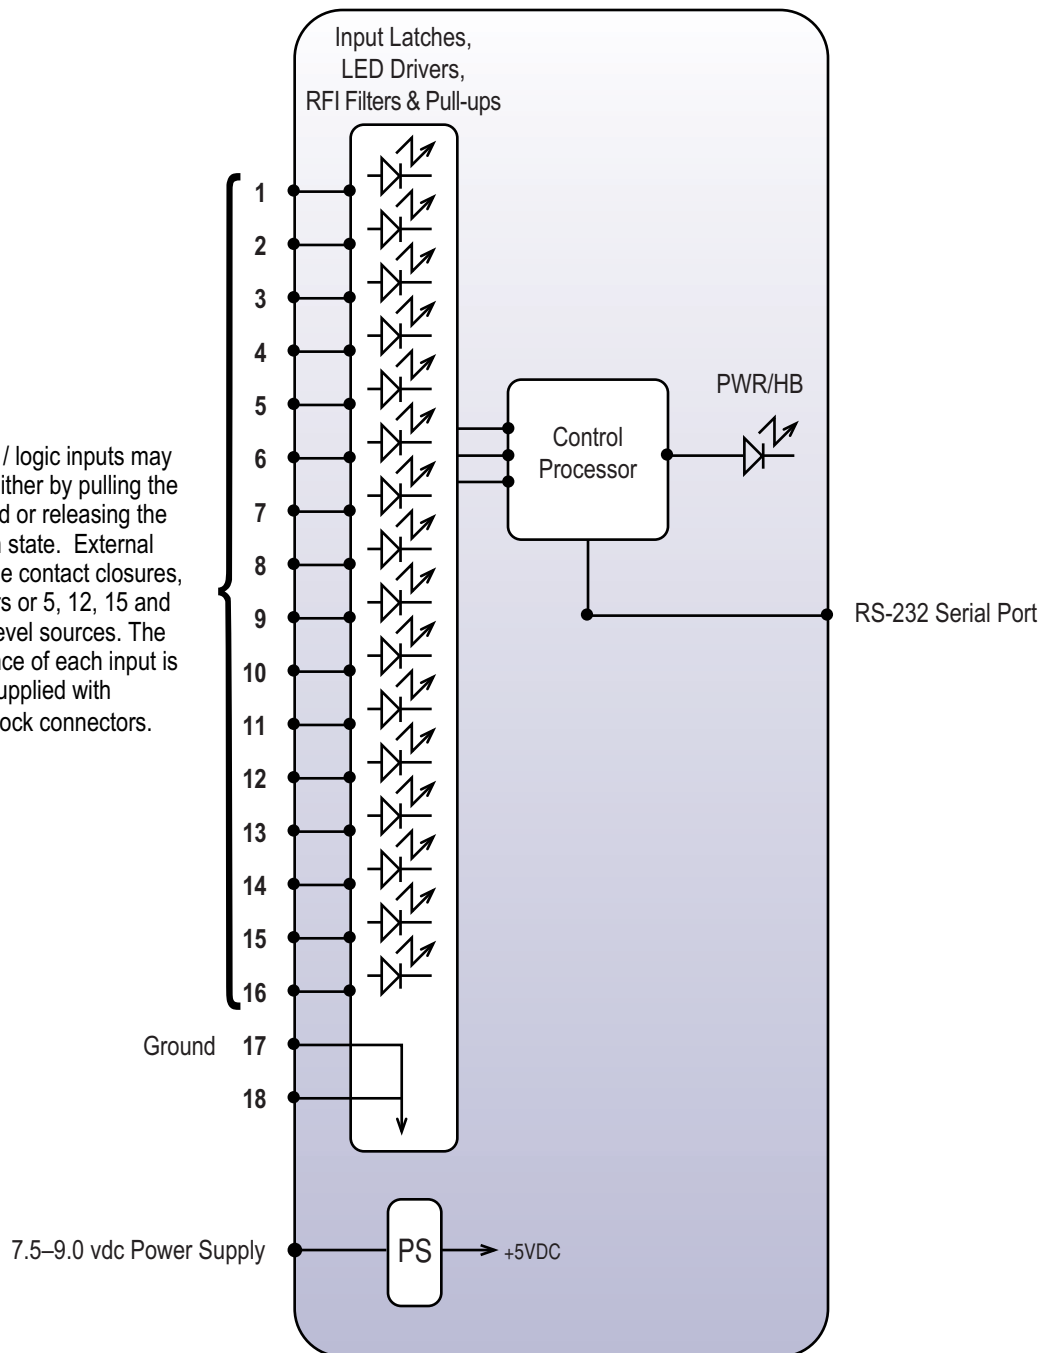 Input Latches,
LED Drivers,
RFI Filters & Pull-ups
1
2
3
4
5
6
7
8
9
10
11
12
13
14
15
16
Ground 17
18
/ logic inputs may
ither by pulling the
d or releasing the
state. External
e contact closures,
rs or 5, 12, 15 and
evel sources. The
nce of each input is
upplied with
ock connectors.
Control
Processor
PWR/HB
RS-232 Serial Port
7.5–9.0 vdc Power Supply
PS
+5VDC